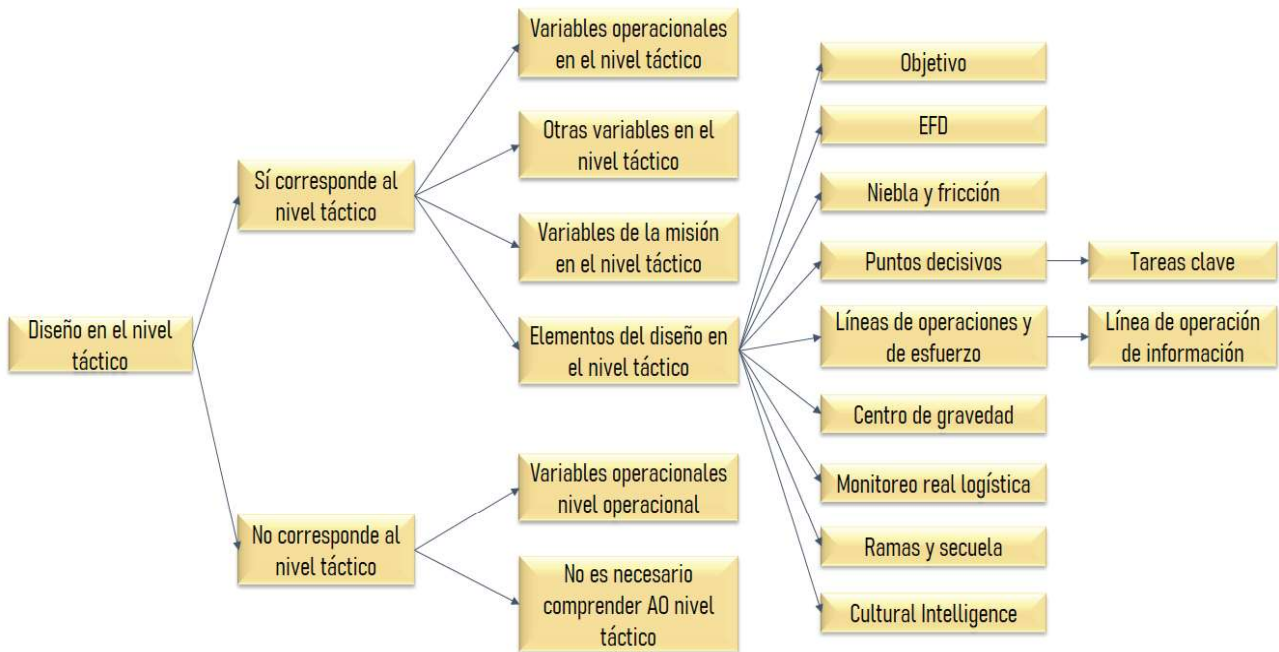 Diseño en el nivel
táctico
Sí corresponde al
nivel táctico
No corresponde al
nivel táctico
Variables operacionales
en el nivel táctico
Otras variables en el
nivel táctico
Variables de la misión
en el nivel táctico
Elementos del diseño en
el nivel táctico
Variables operacionales
nivel operacional
No es necesario
comprender AO nivel
táctico
Objetivo
EFD
Niebla y fricción
Puntos decisivos
Líneas de operaciones y
de esfuerzo
Centro de gravedad
Monitoreo real logística
Ramas y secuela
Cultural Intelligence
Tareas clave
Línea de operación
de información